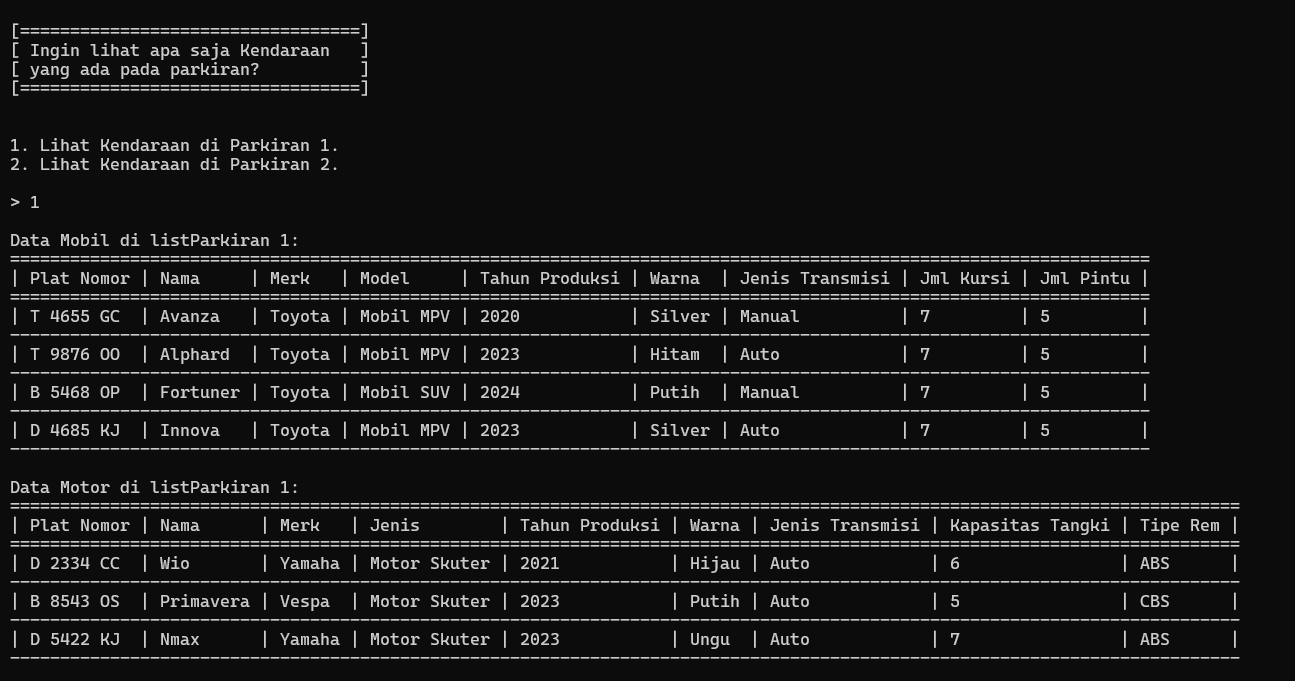 [==================================]
[ Ingin lihat apa saja Kendaraan   ]
[ yang ada pada parkiran?          ]
[==================================]
1. Lihat Kendaraan di Parkiran 1.
2. Lihat Kendaraan di Parkiran 2.
> 1
Data Mobil di listParkiran 1:
==================================================================================================================
| Plat Nomor | Nama     | Merk   | Model     | Tahun Produksi | Warna  | Jenis Transmisi | Jml Kursi | Jml Pintu |
==================================================================================================================
| T 4655 GC  | Avanza   | Toyota | Mobil MPV | 2020           | Silver | Manual          | 7         | 5         |
------------------------------------------------------------------------------------------------------------------
| T 9876 OO  | Alphard  | Toyota | Mobil MPV | 2023           | Hitam  | Auto            | 7         | 5         |
------------------------------------------------------------------------------------------------------------------
| B 5468 OP  | Fortuner | Toyota | Mobil SUV | 2024           | Putih  | Manual          | 7         | 5         |
------------------------------------------------------------------------------------------------------------------
| D 4685 KJ  | Innova   | Toyota | Mobil MPV | 2023           | Silver | Auto            | 7         | 5         |
------------------------------------------------------------------------------------------------------------------
Data Motor di listParkiran 1:
===========================================================================================================================
| Plat Nomor | Nama      | Merk   | Jenis        | Tahun Produksi | Warna | Jenis Transmisi | Kapasitas Tangki | Tipe Rem |
===========================================================================================================================
| D 2334 CC  | Wio       | Yamaha | Motor Skuter | 2021           | Hijau | Auto            | 6                | ABS      |
---------------------------------------------------------------------------------------------------------------------------
| B 8543 OS  | Primavera | Vespa  | Motor Skuter | 2023           | Putih | Auto            | 5                | CBS      |
---------------------------------------------------------------------------------------------------------------------------
| D 5422 KJ  | Nmax      | Yamaha | Motor Skuter | 2023           | Ungu  | Auto            | 7                | ABS      |
---------------------------------------------------------------------------------------------------------------------------